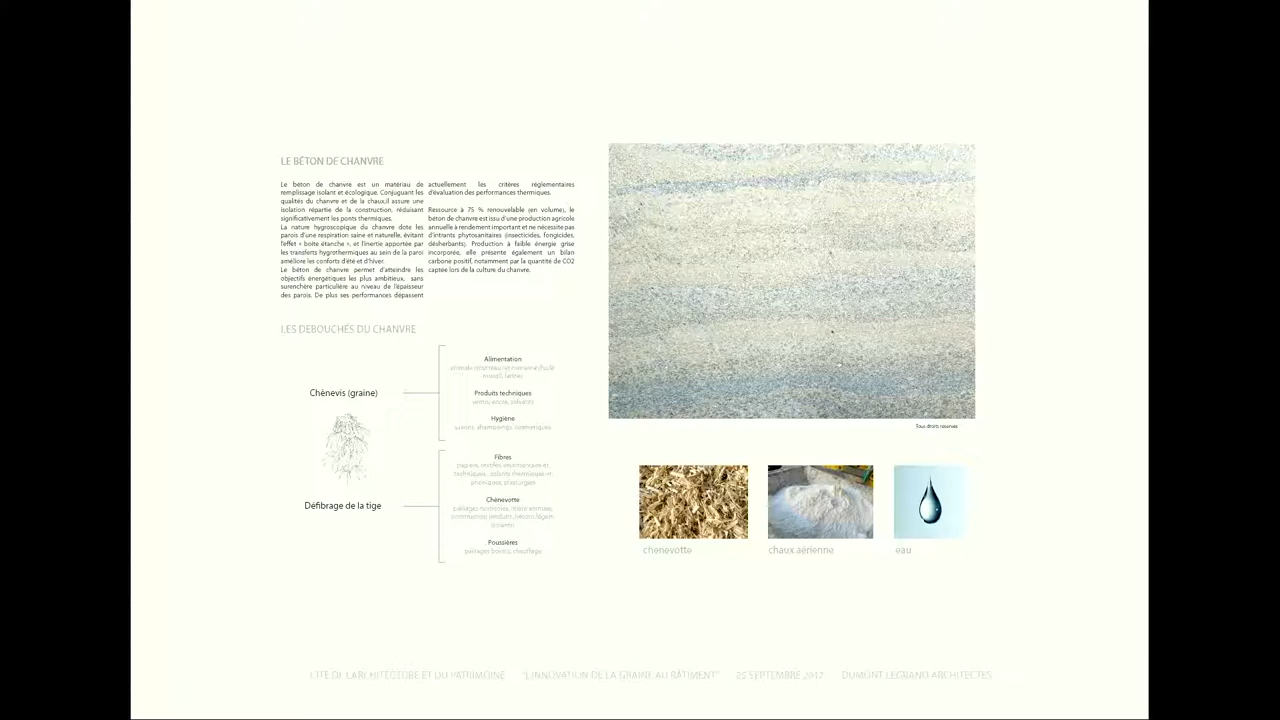 LE BÉTON DE CHANVRE
Le béton de chanvre est un matériau de
remplissage isolant et écologique. Conjuguant les
qualités du chanvre et de la chaux,il assure une
isolation répartie de la construction, réduisant
significativement les ponts thermiques.
La nature hygroscopique du chanvre dote les
parois d'une respiration saine et naturelle, évitant
l'effet « boite étanche », et l'inertie apportée par
les transferts hygrothermiques au sein de la paroi
améliore les conforts d'été et d'hiver.
Le béton de chanvre permet d'atteindre les
objectifs énergétiques les plus ambitieux, sans
surenchère particulière au niveau de l'épaisseur
des parois. De plus ses performances dépassent
actuellement les critères réglementaires
d'évaluation des performances thermiques.
Ressource à 75 % renouvelable (en volume), le
béton de chanvre est issu d'une production agricole
annuelle à rendement important et ne nécessite pas
d'intrants phytosanitaires (insecticides, fongicides,
désherbants). Production à faible énergie grise
incorporée, elle présente également un bilan
carbone positif, notamment par la quantité de CO2
captée lors de la culture du chanvre.
LES DEBOUCHÉS DU CHANVRE
Chènevis (graine)
Alimentation
Produits techniques
Hygiène
savons, shampoings, cosmétiques
Défibrage de la tige
Fibres
Chènevotte
Poussières
Tous droits réservés
chenevotte
chaux aérienne
eau
CITE DE L'ARCHITECTURE ET DU PATRIMOINE "L'INNOVATION DE LA GRAINE AU BÂTIMENT" 25 SEPTEMBRE 2017 DUMONT LEGRAND ARCHITECTES